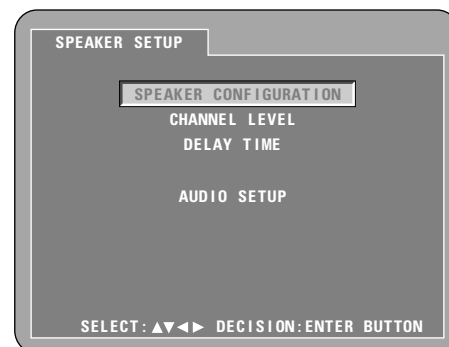 SPEAKER SETUP
SPEAKER CONFIGURATION
CHANNEL LEVEL
DELAY TIME
AUDIO SETUP
SELECT:▲▼◄► DECISION:ENTER BUTTON